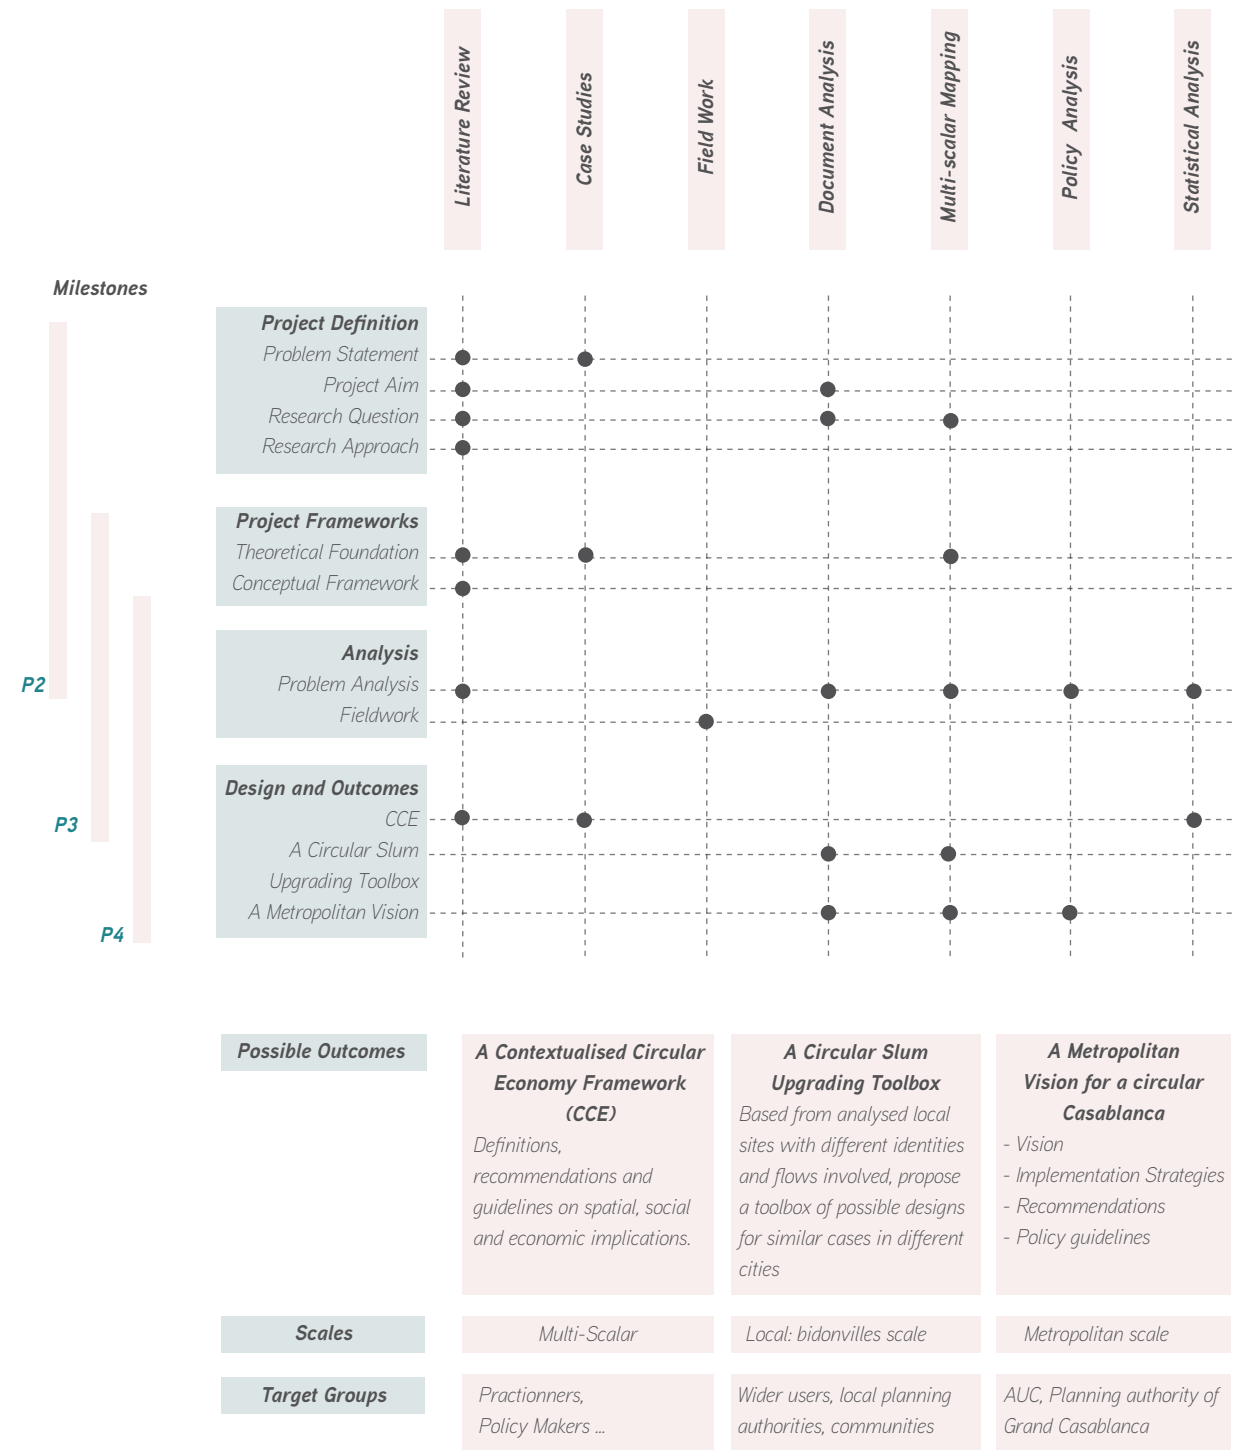 Literature Review
Case Studies
Field Work
Document Analysis
Multi-scalar Mapping
Policy Analysis
Statistical Analysis
Milestones
P2
P3
P4
Project Definition
Problem Statement
Project Aim
Research Question
Research Approach
Project Frameworks
Theoretical Foundation
Conceptual Framework
Analysis
Problem Analysis
Fieldwork
Design and Outcomes
CCE
A Circular Slum
Upgrading Toolbox
A Metropolitan Vision
Possible Outcomes
A Contextualised Circular
Economy Framework
(CCE)
Definitions,
recommendations and
guidelines on spatial, social
and economic implications.
A Circular Slum
Upgrading Toolbox
Based from analysed local
sites with different identities
and flows involved, propose
a toolbox of possible designs
for similar cases in different
cities
A Metropolitan
Vision for a circular
Casablanca
- Vision
- Implementation Strategies
- Recommendations
- Policy guidelines
Scales
Multi-Scalar
Local: bidonvilles scale
Metropolitan scale
Target Groups
Practionners,
Policy Makers ...
Wider users, local planning
authorities, communities
AUC, Planning authority of
Grand Casablanca